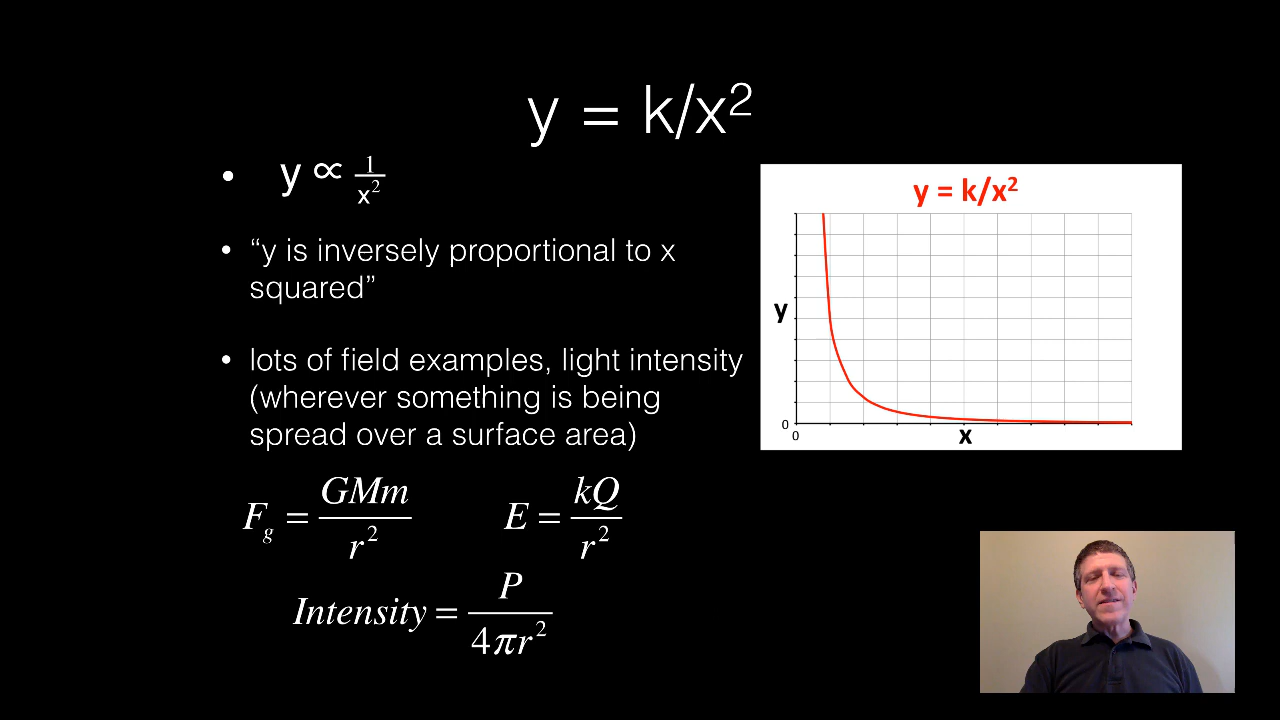 y = k/x²
• y ∝ 1/x²
• “y is inversely proportional to x
squared”
• lots of field examples, light intensity
(wherever something is being
spread over a surface area)
F_g = GMm/r²
E = kQ/r²
Intensity = P/4πr²
y = k/x²
y
0
0
x